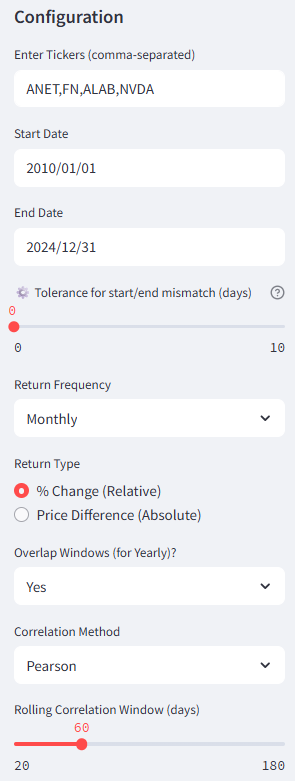 Configuration
Enter Tickers (comma-separated)
ANET,FN,ALAB,NVDA
Start Date
2010/01/01
End Date
2024/12/31
Tolerance for start/end mismatch (days)
0
0 10
Return Frequency
Monthly
Return Type
% Change (Relative)
Price Difference (Absolute)
Overlap Windows (for Yearly)?
Yes
Correlation Method
Pearson
Rolling Correlation Window (days)
60
20 180